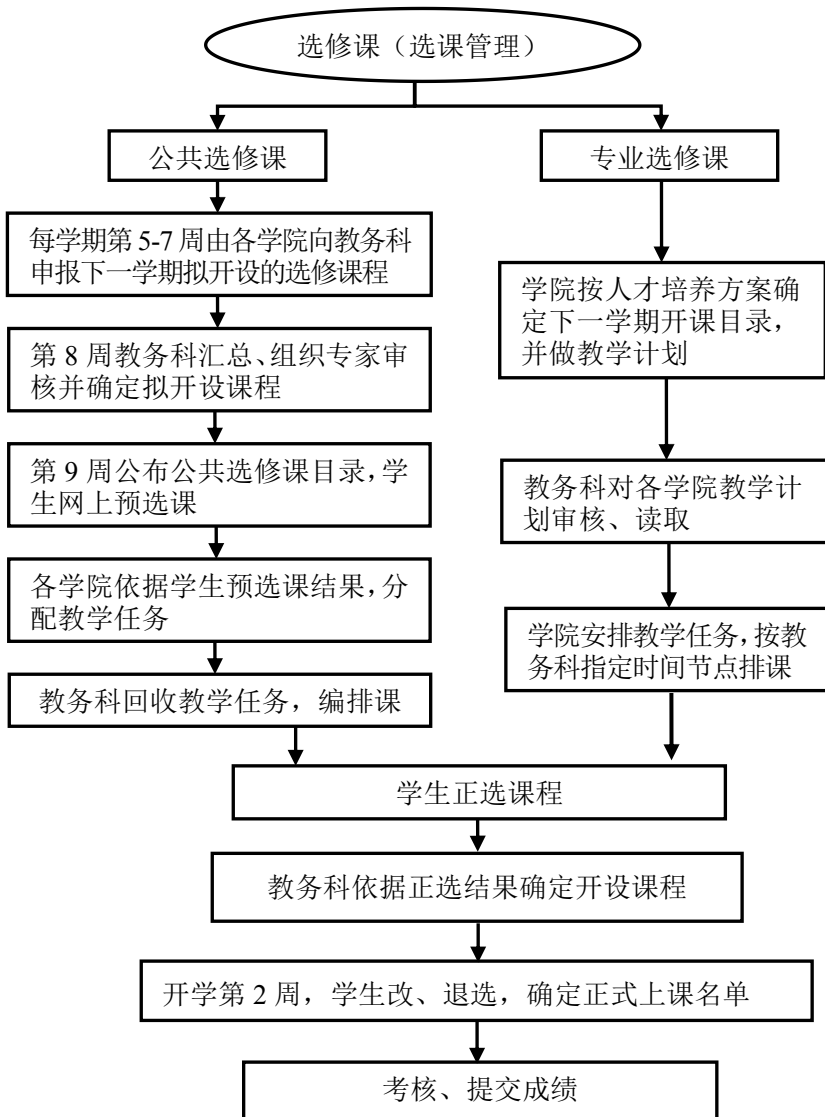 选修课（选课管理）
公共选修课
专业选修课
每学期第 5-7 周由各学院向教务科
申报下一学期拟开设的选修课程
第 8 周教务科汇总、组织专家审
核并确定拟开设课程
第 9 周公布公共选修课目录，学
生网上预选课
各学院依据学生预选课结果，分
配教学任务
教务科回收教学任务，编排课
学院按人才培养方案确
定下一学期开课目录，
并做教学计划
教务科对各学院教学计
划审核、读取
学院安排教学任务，按教
务科指定时间节点排课
学生正选课程
教务科依据正选结果确定开设课程
开学第 2 周，学生改、退选，确定正式上课名单
考核、提交成绩